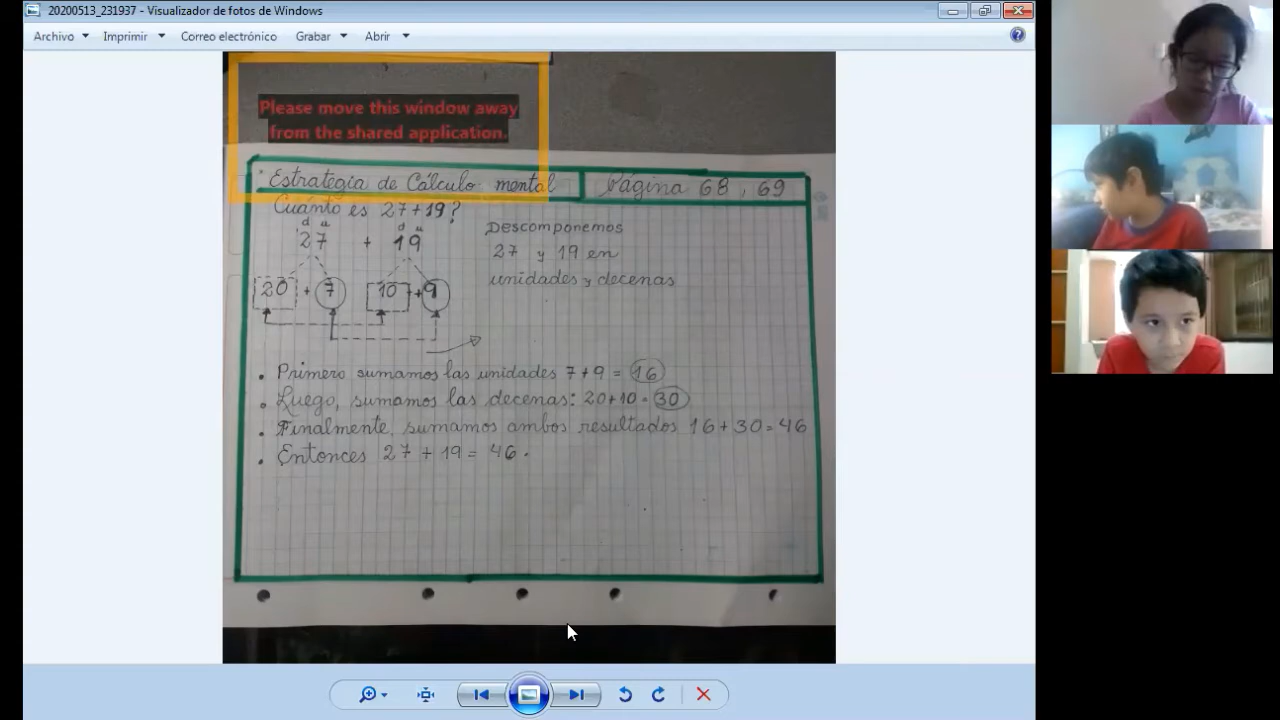 20200513_231937 - Visualizador de fotos de Windows
Archivo Imprimir Correo electrónico Grabar Abrir
Please move this window away
from the shared application.
Estrategia de Cálculo mental Página 68, 69
Cuánto es 27+19?
d u d u
27 + 19
20 + 7 10 + 9
Descomponemos
27 y 19 en
unidades y decenas
. Primero sumamos las unidades 7+9 = 16
. Luego, sumamos las decenas: 20+10 = 30
. Finalmente, sumamos ambos resultados 16+30=46
. Entonces 27 + 19 = 46.